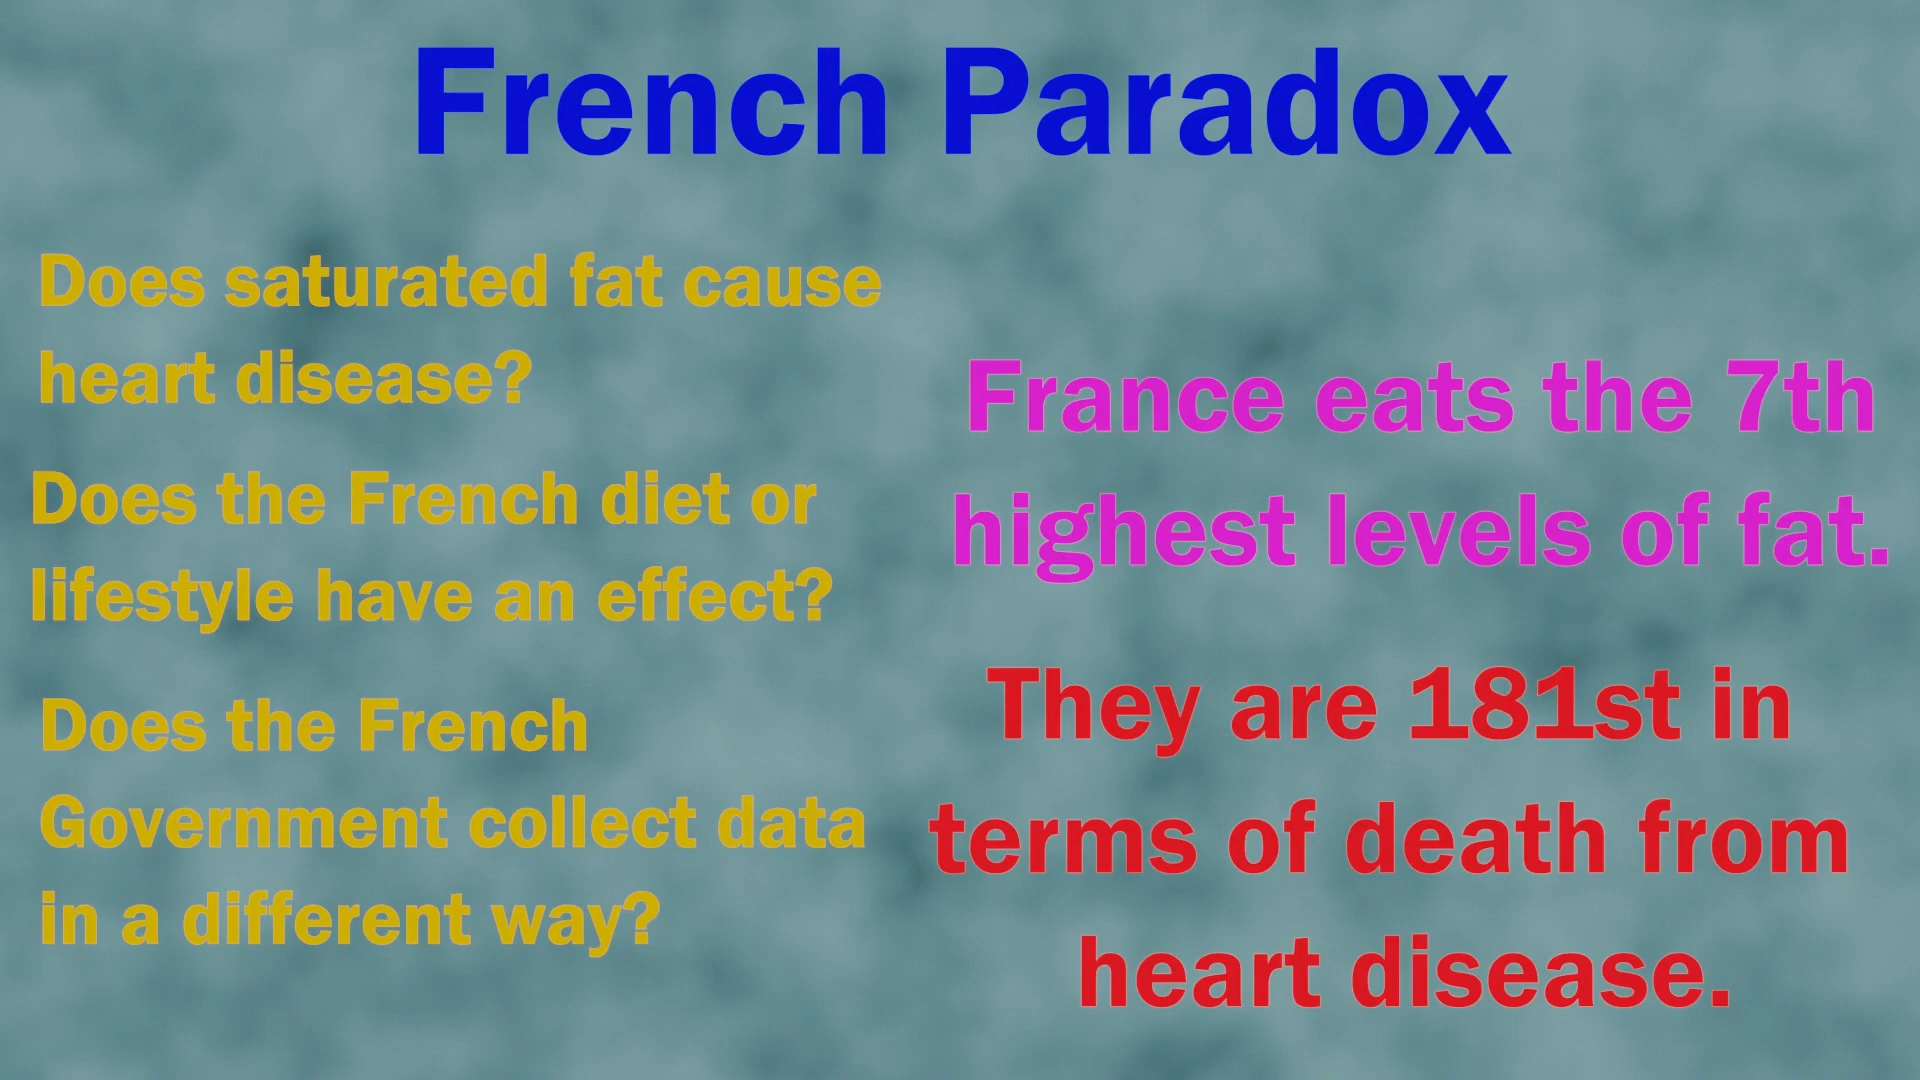 French Paradox
Does saturated fat cause
heart disease?
Does the French diet or
lifestyle have an effect?
Does the French
Government collect data
in a different way?
France eats the 7th
highest levels of fat.
They are 181st in
terms of death from
heart disease.